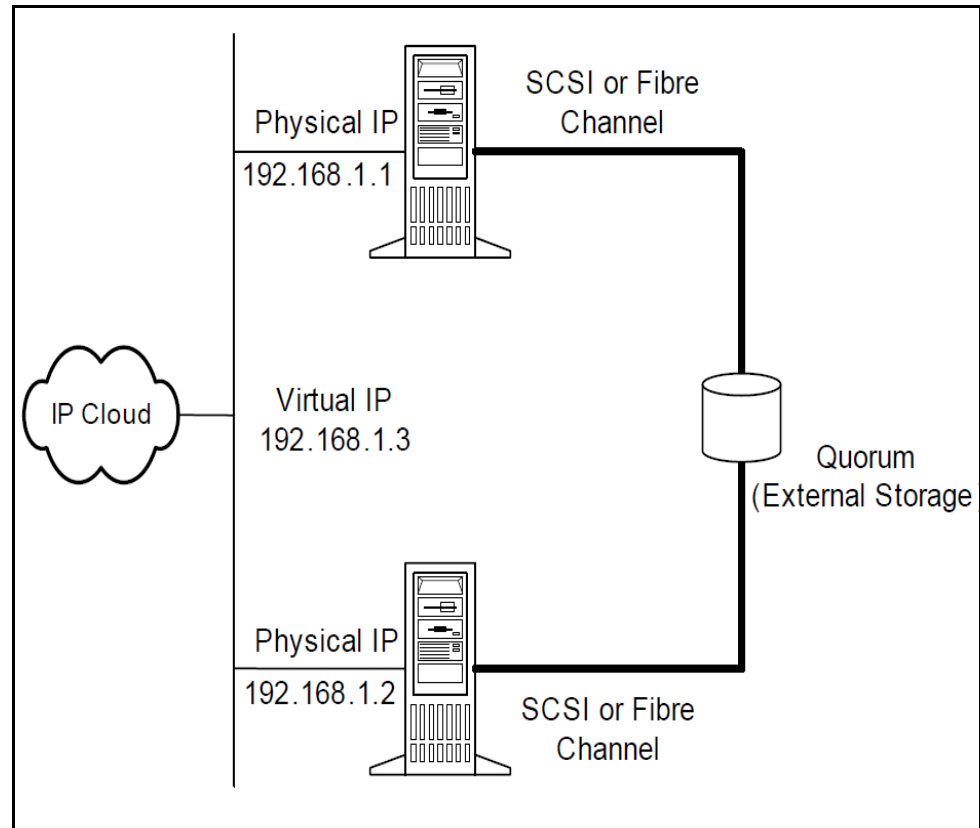 SCSI or Fibre
Channel
Physical IP
192.168.1.1
IP Cloud
Virtual IP
192.168.1.3
Quorum
(External Storage)
Physical IP
192.168.1.2
SCSI or Fibre
Channel